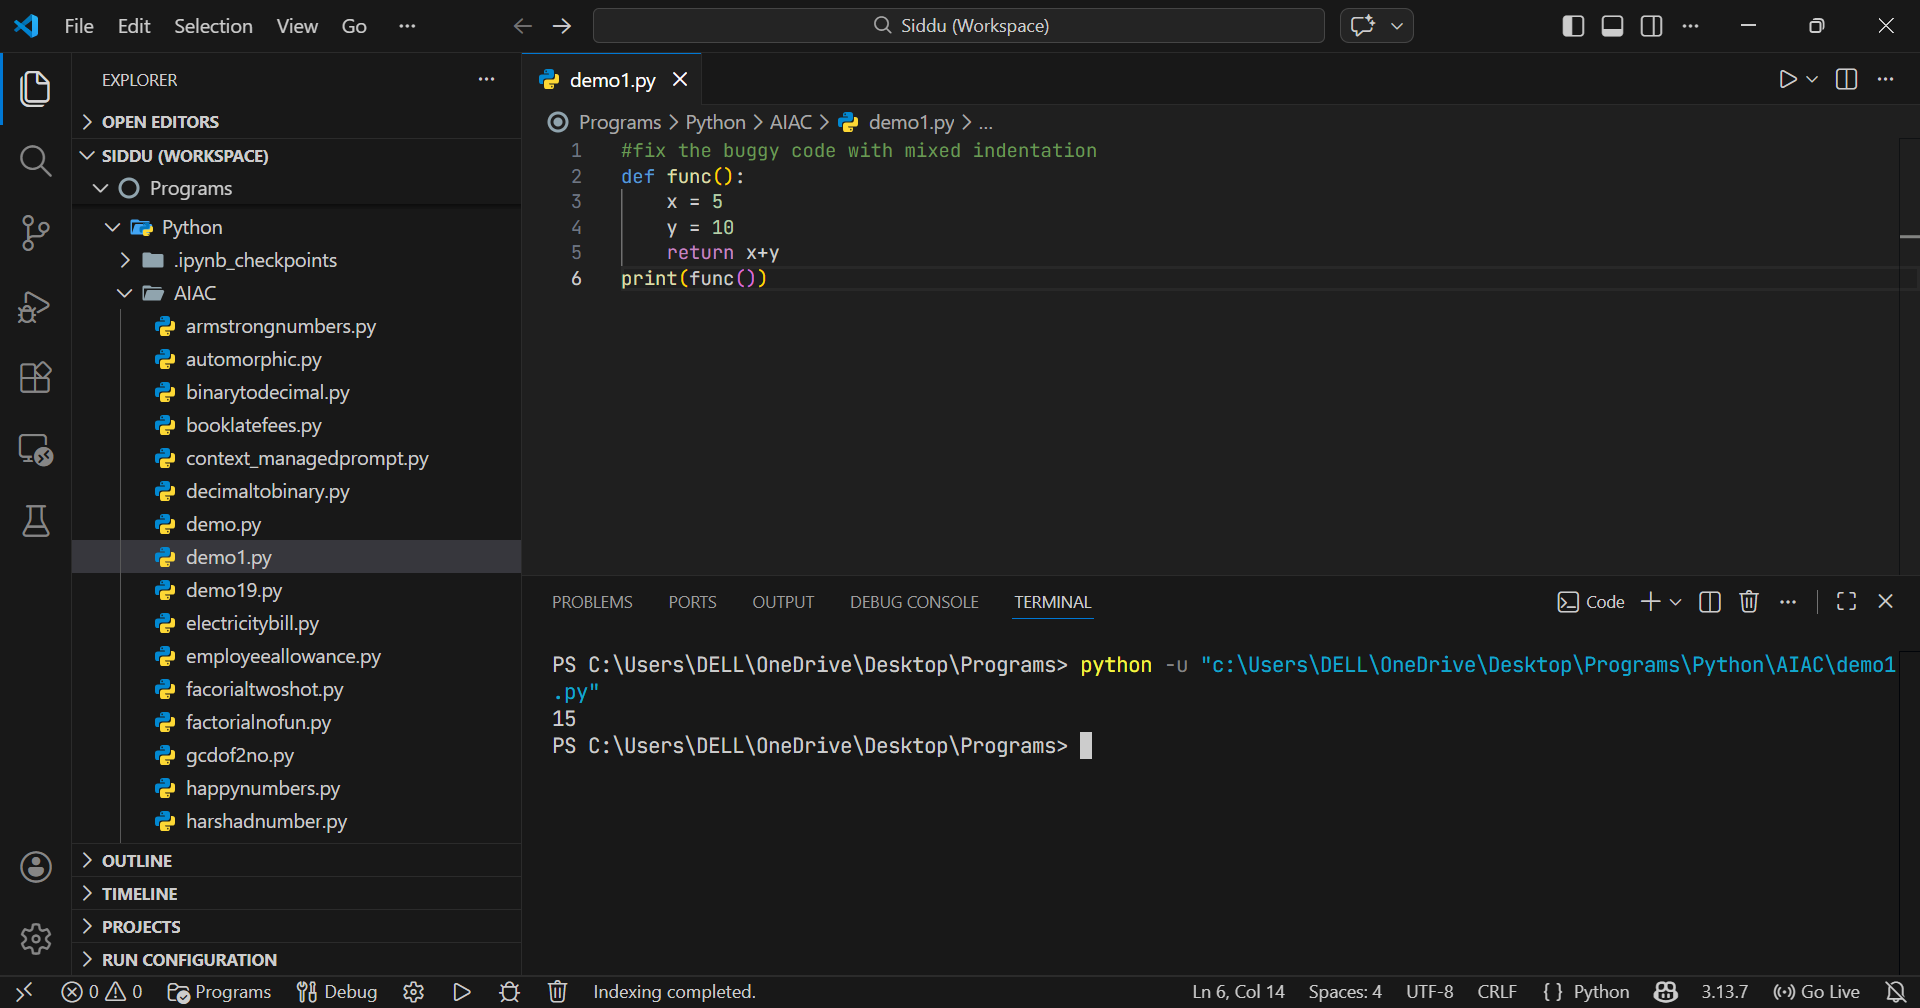 File Edit Selection View Go ...
Siddu (Workspace)
EXPLORER
OPEN EDITORS
SIDDU (WORKSPACE)
Programs
Python
.ipynb_checkpoints
AIAC
armstrongnumbers.py
automorphic.py
binarytodecimal.py
booklatefees.py
context_managedprompt.py
decimaltobinary.py
demo.py
demo1.py
demo19.py
electricitybill.py
employeeallowance.py
facorialtwoshot.py
factorialnofun.py
gcdof2no.py
happynumbers.py
harshadnumber.py
OUTLINE
TIMELINE
PROJECTS
RUN CONFIGURATION
demo1.py
Programs > Python > AIAC > demo1.py > ...
1 #fix the buggy code with mixed indentation
2 def func():
3 x = 5
4 y = 10
5 return x+y
6 print(func())
PROBLEMS PORTS OUTPUT DEBUG CONSOLE TERMINAL
Code
PS C:\Users\DELL\OneDrive\Desktop\Programs> python -u "c:\Users\DELL\OneDrive\Desktop\Programs\Python\AIAC\demo1
.py"
15
PS C:\Users\DELL\OneDrive\Desktop\Programs>
0 0 Programs Debug Indexing completed. Ln 6, Col 14 Spaces: 4 UTF-8 CRLF { } Python 3.13.7 Go Live